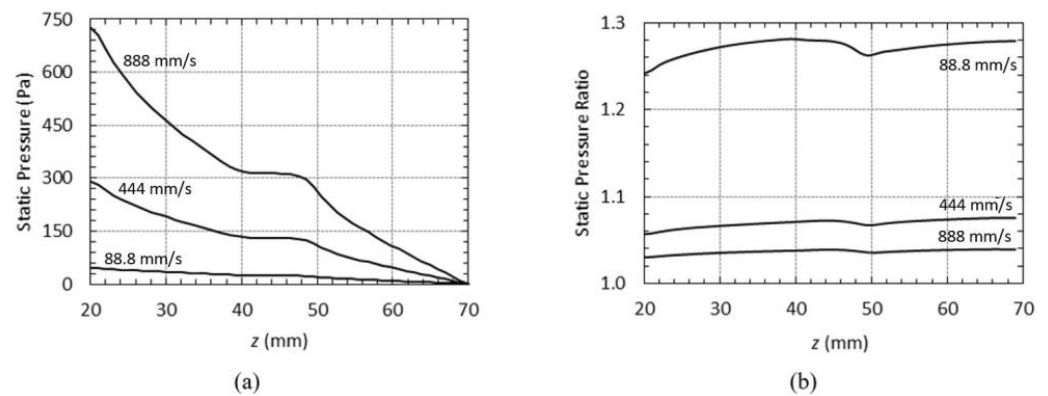 750
600
450
300
150
0
Static Pressure (Pa)
888 mm/s
444 mm/s
88.8 mm/s
20 30 40 50 60 70
z (mm)
(a)
1.3
1.2
1.1
1.0
Static Pressure Ratio
88.8 mm/s
444 mm/s
888 mm/s
20 30 40 50 60 70
z (mm)
(b)